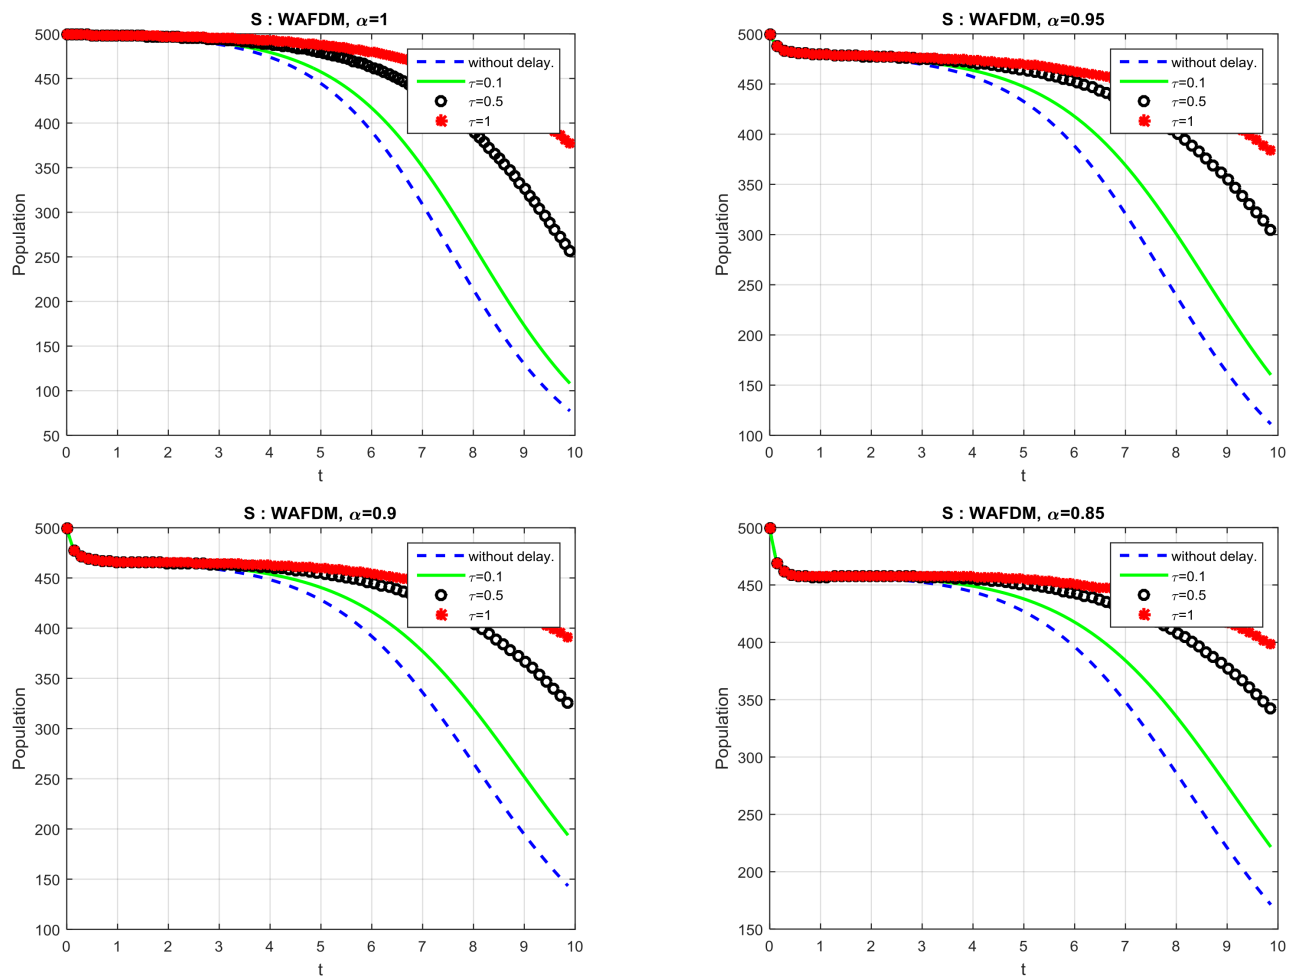 S : WAFDM, α=1
500
450
400
350
300
250
200
150
100
50
Population
0 1 2 3 4 5 6 7 8 9 10
t
without delay.
τ=0.1
τ=0.5
τ=1
S : WAFDM, α=0.95
500
450
400
350
300
250
200
150
100
Population
0 1 2 3 4 5 6 7 8 9 10
t
without delay.
τ=0.1
τ=0.5
τ=1
S : WAFDM, α=0.9
500
450
400
350
300
250
200
150
100
Population
0 1 2 3 4 5 6 7 8 9 10
t
without delay.
τ=0.1
τ=0.5
τ=1
S : WAFDM, α=0.85
500
450
400
350
300
250
200
150
Population
0 1 2 3 4 5 6 7 8 9 10
t
without delay.
τ=0.1
τ=0.5
τ=1